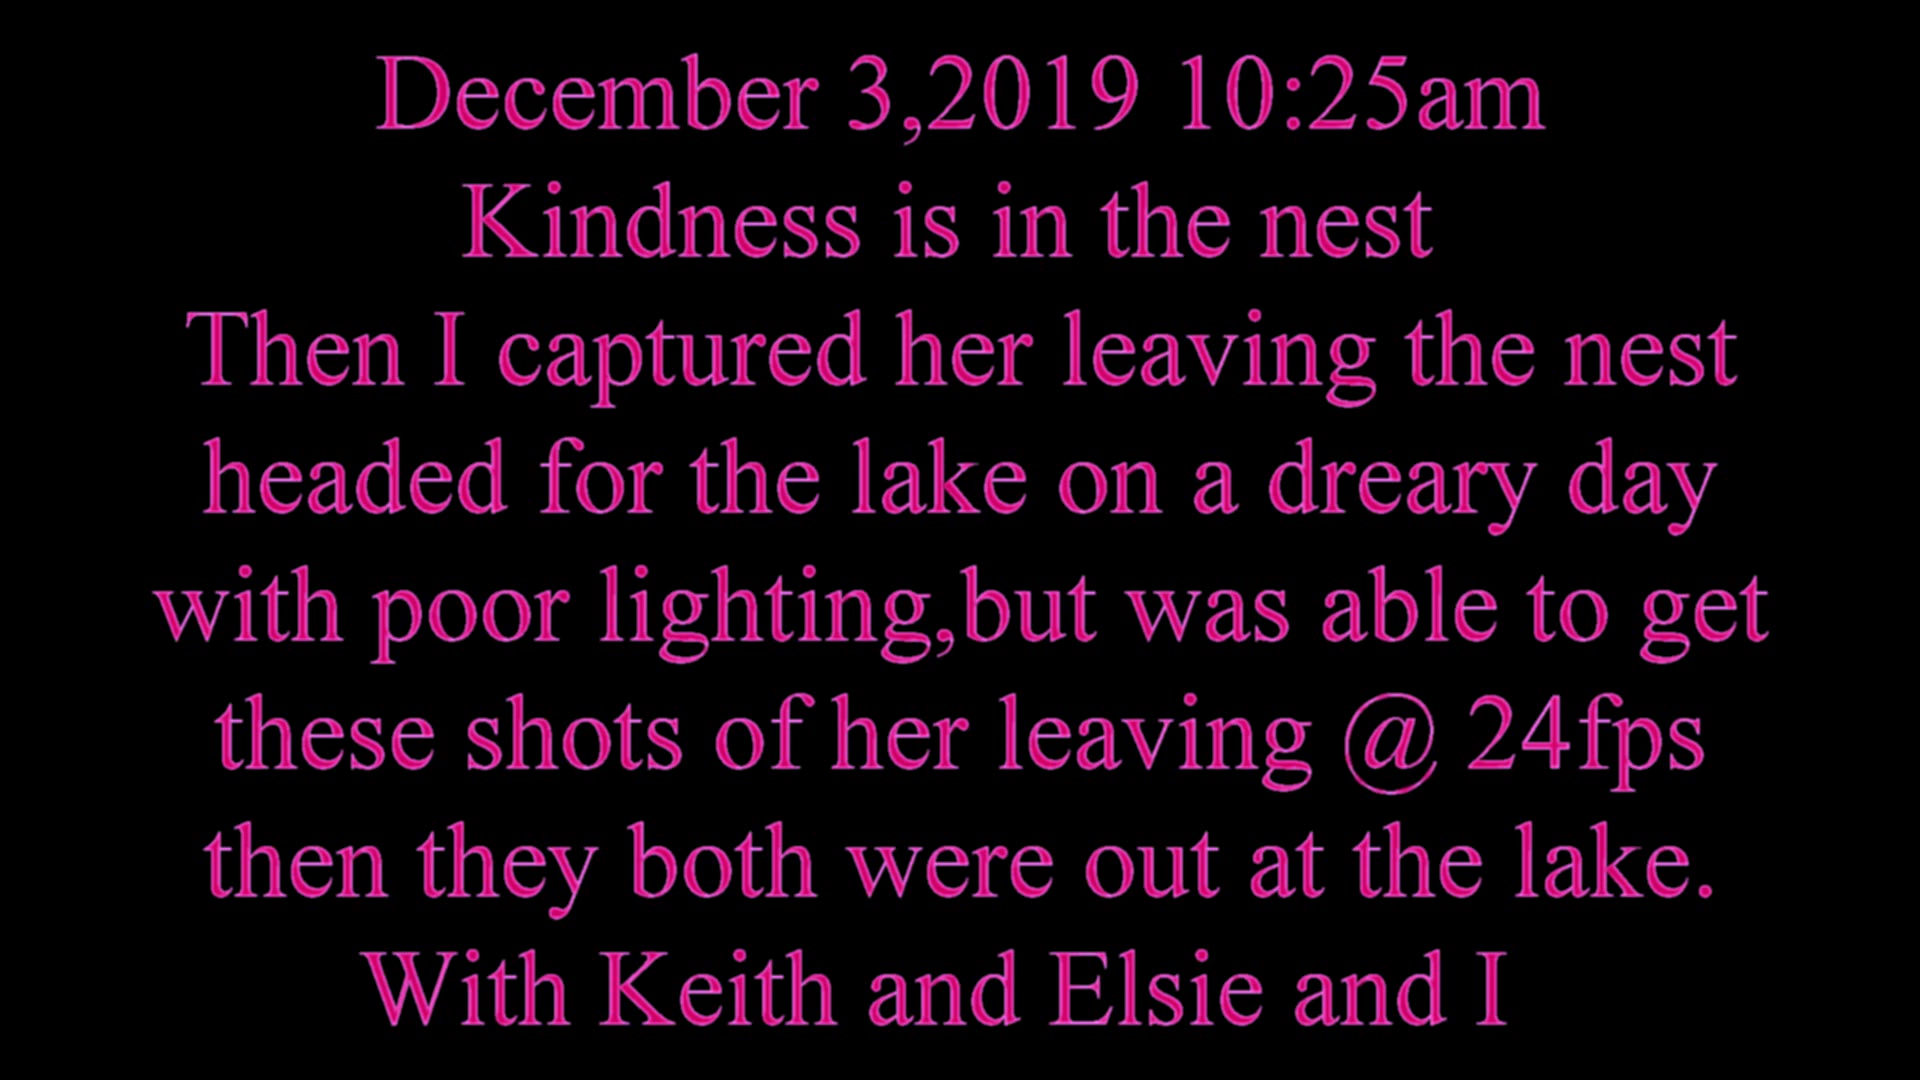 December 3,2019 10:25am
Kindness is in the nest
Then I captured her leaving the nest
headed for the lake on a dreary day
with poor lighting,but was able to get
these shots of her leaving @ 24fps
then they both were out at the lake.
With Keith and Elsie and I